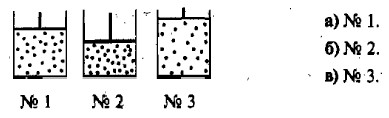 № 1 № 2 № 3
а) № 1.
б) № 2.
в) № 3.